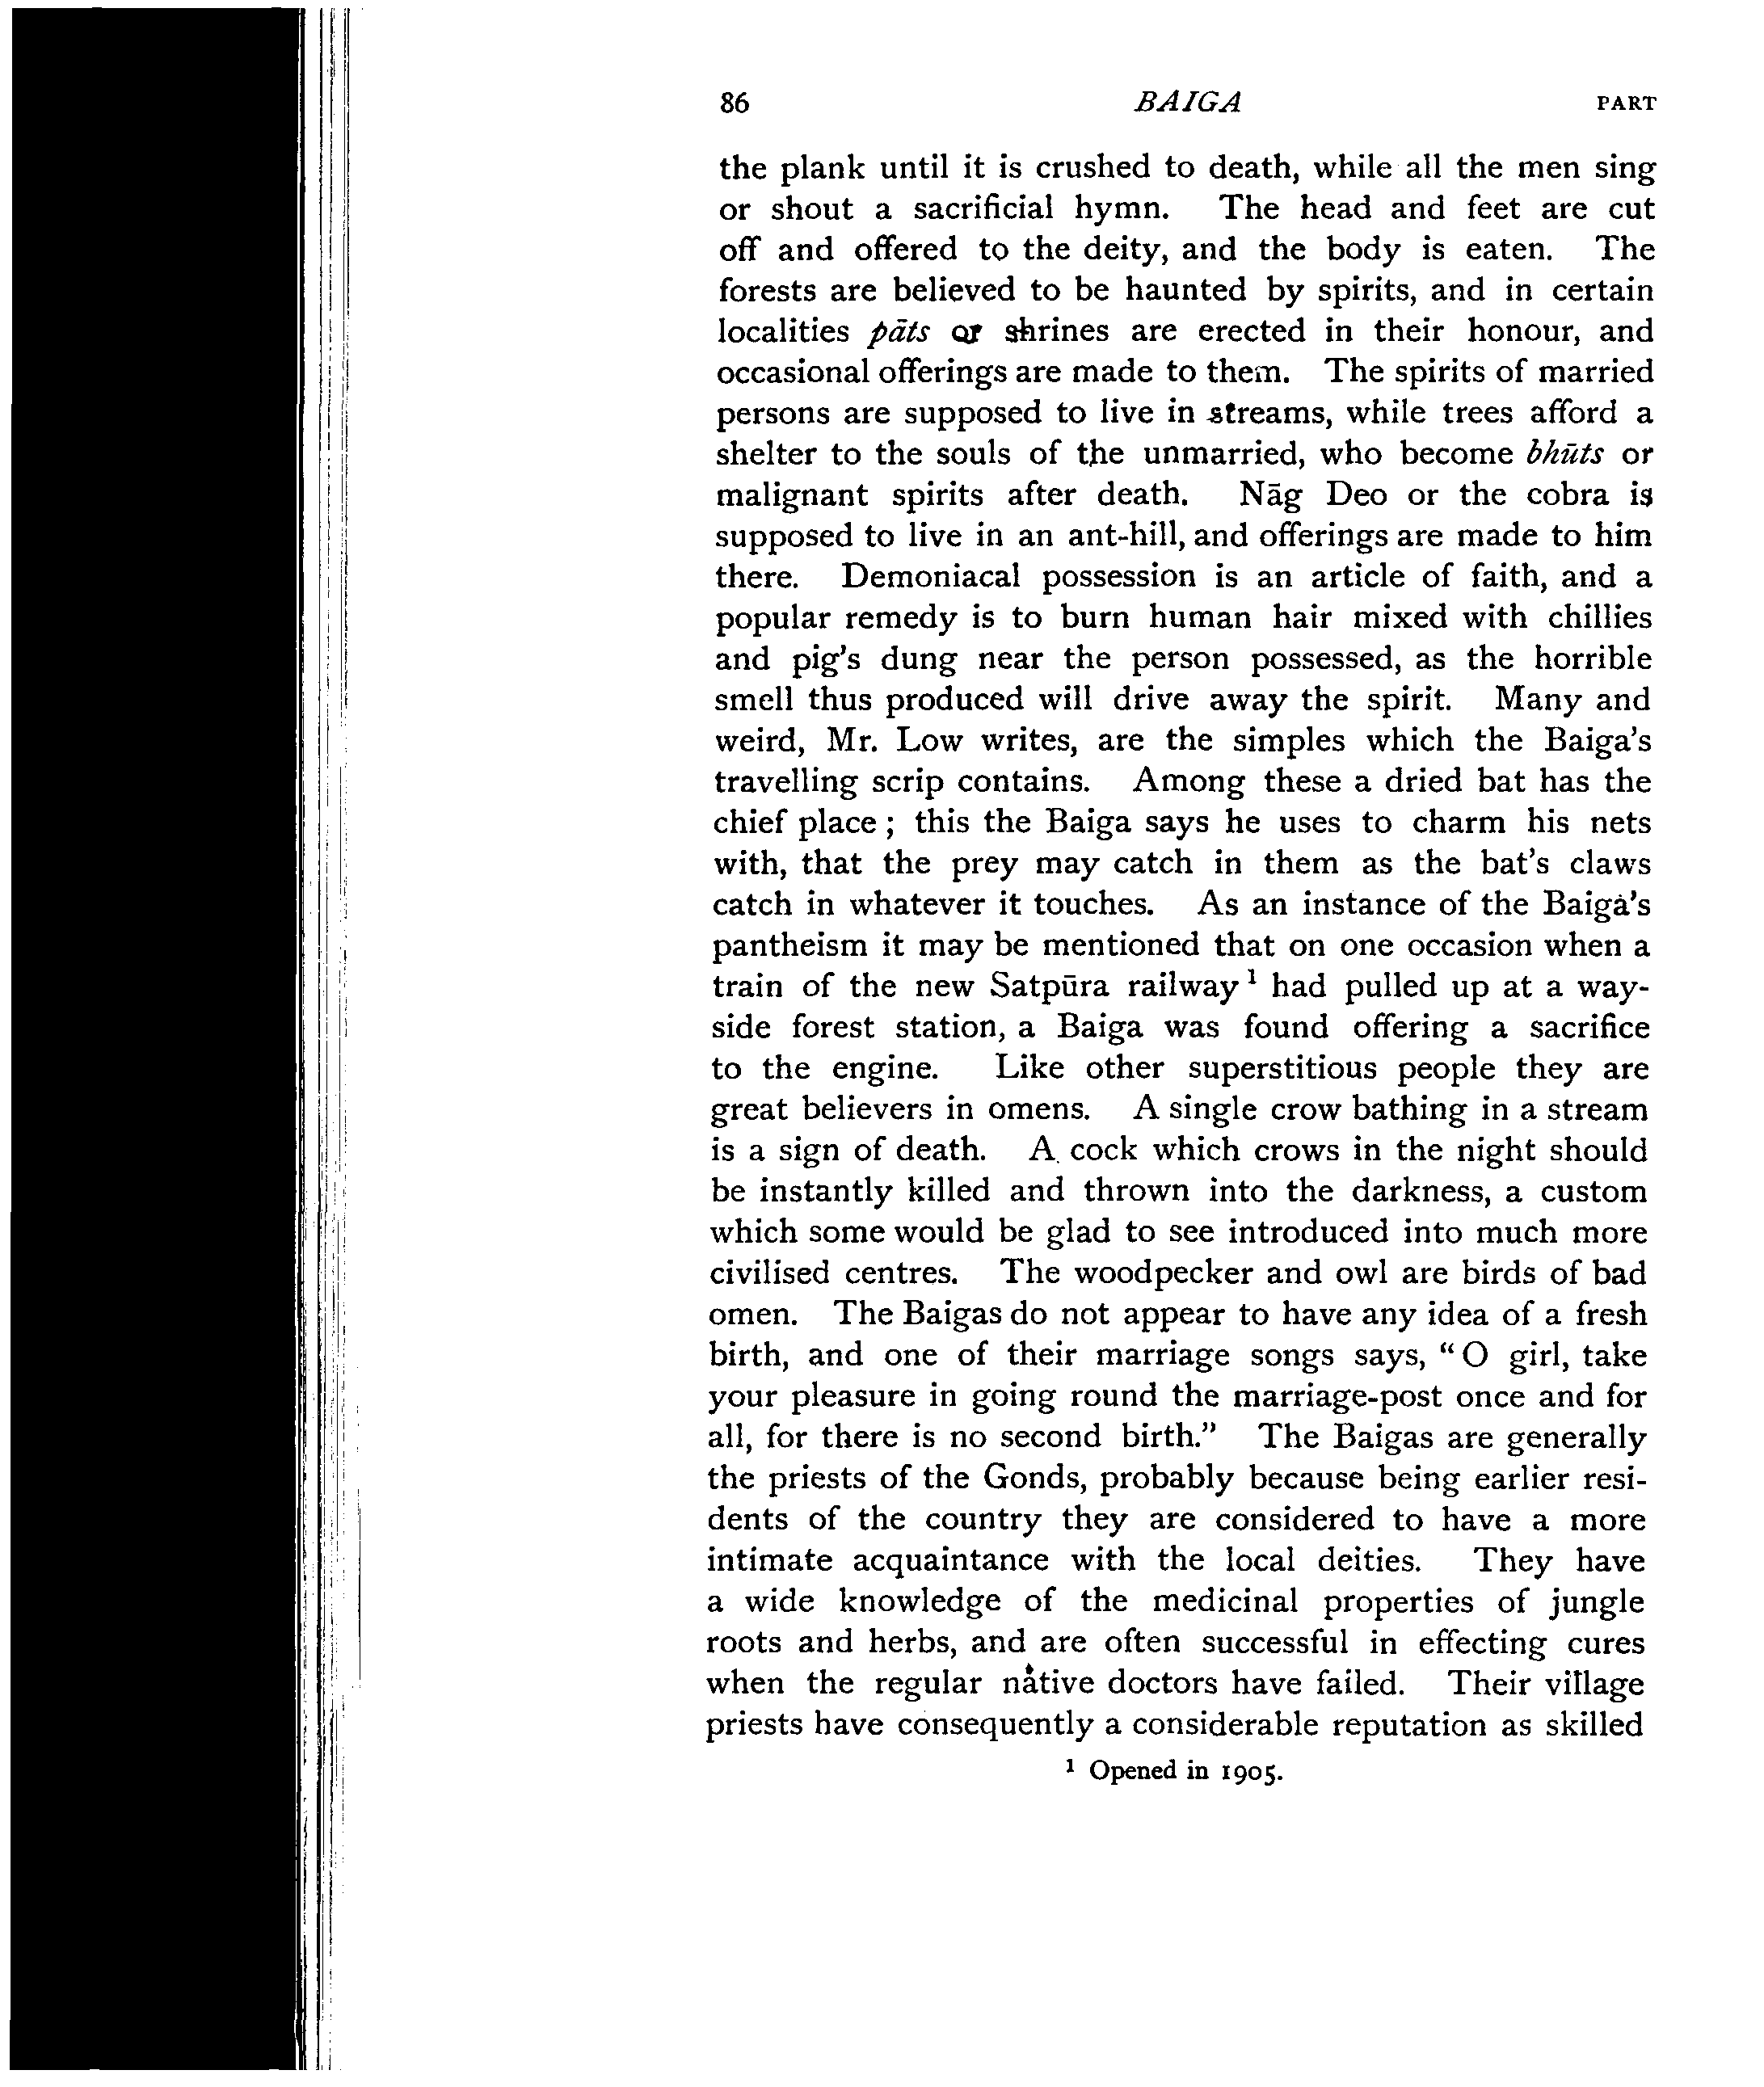 86 BAIGA PART
the plank until it is crushed to death, while all the men sing
or shout a sacrificial hymn. The head and feet are cut
off and offered to the deity, and the body is eaten. The
forests are believed to be haunted by spirits, and in certain
localities pāts or shrines are erected in their honour, and
occasional offerings are made to them. The spirits of married
persons are supposed to live in streams, while trees afford a
shelter to the souls of the unmarried, who become bhūts or
malignant spirits after death. Nāg Deo or the cobra is
supposed to live in an ant-hill, and offerings are made to him
there. Demoniacal possession is an article of faith, and a
popular remedy is to burn human hair mixed with chillies
and pig's dung near the person possessed, as the horrible
smell thus produced will drive away the spirit. Many and
weird, Mr. Low writes, are the simples which the Baiga's
travelling scrip contains. Among these a dried bat has the
chief place ; this the Baiga says he uses to charm his nets
with, that the prey may catch in them as the bat's claws
catch in whatever it touches. As an instance of the Baiga's
pantheism it may be mentioned that on one occasion when a
train of the new Satpūra railway ¹ had pulled up at a way-
side forest station, a Baiga was found offering a sacrifice
to the engine. Like other superstitious people they are
great believers in omens. A single crow bathing in a stream
is a sign of death. A cock which crows in the night should
be instantly killed and thrown into the darkness, a custom
which some would be glad to see introduced into much more
civilised centres. The woodpecker and owl are birds of bad
omen. The Baigas do not appear to have any idea of a fresh
birth, and one of their marriage songs says, “ O girl, take
your pleasure in going round the marriage-post once and for
all, for there is no second birth.” The Baigas are generally
the priests of the Gonds, probably because being earlier resi-
dents of the country they are considered to have a more
intimate acquaintance with the local deities. They have
a wide knowledge of the medicinal properties of jungle
roots and herbs, and are often successful in effecting cures
when the regular native doctors have failed. Their village
priests have consequently a considerable reputation as skilled
¹ Opened in 1905.